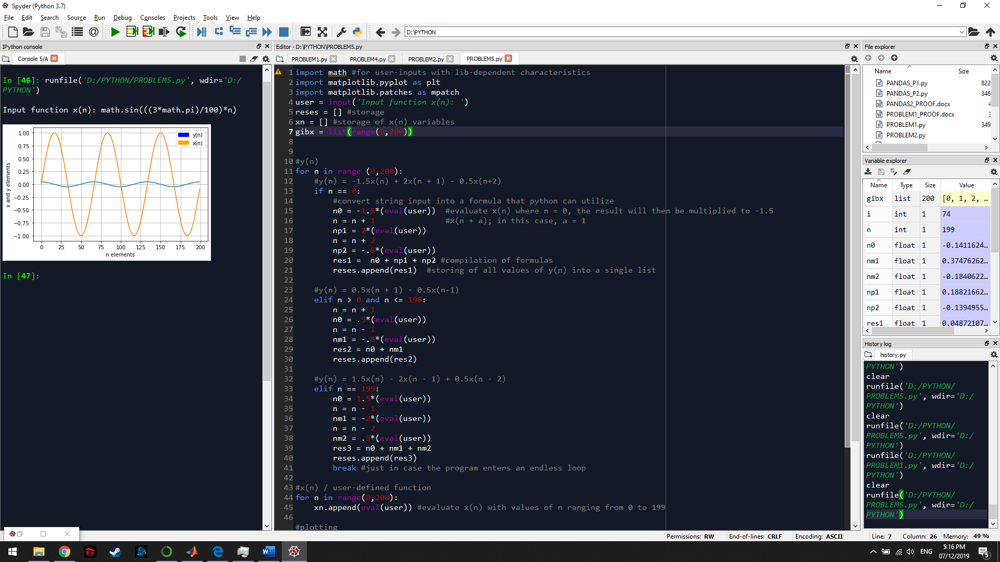 Spyder (Python 3.7)
File Edit Search Source Run Debug Consoles Projects Tools View Help
D:\PYTHON
IPython console
Console 5/A
In [46]: runfile('D:/PYTHON/PROBLEM5.py', wdir='D:/
PYTHON')
Input function x(n): math.sin(((3*math.pi)/100)*n)
y(n)
x(n)
1.00
0.75
0.50
0.25
0.00
−0.25
−0.50
−0.75
−1.00
x and y elements
0 25 50 75 100 125 150 175 200
n elements
In [47]:
Editor - D:\PYTHON\PROBLEM5.py
PROBLEM1.py PROBLEM4.py PROBLEM2.py PROBLEM5.py
1 import math #for user-inputs with lib-dependent characteristics
2 import matplotlib.pyplot as plt
3 import matplotlib.patches as mpatch
4 user = input('Input function x(n): ')
5 reses = [] #storage
6 xn = [] #storage of x(n) variables
7 gibx = list(range(0,200))
8
9
10 #y(n)
11 for n in range (0,200):
12     #y(n) = -1.5x(n) + 2x(n + 1) - 0.5x(n+2)
13     if n == 0:
14         #convert string input into a formula that python can utilize
15         n0 = -1.5*(eval(user))  #evaluate x(n) where n = 0, the result will then be multiplied to -1.5
16         n = n + 1               #x(n + a); in this case, a = 1
17         np1 = 2*(eval(user))
18         n = n + 2
19         np2 = -.5*(eval(user))
20         res1 =  n0 + np1 + np2 #compilation of formulas
21         reses.append(res1)  #storing of all values of y(n) into a single list
22
23     #y(n) = 0.5x(n + 1) - 0.5x(n-1)
24     elif n > 0 and n <= 198:
25         n = n + 1
26         n0 = .5*(eval(user))
27         n = n - 1
28         nm1 = -.5*(eval(user))
29         res2 = n0 + nm1
30         reses.append(res2)
31
32     #y(n) = 1.5x(n) - 2x(n - 1) + 0.5x(n - 2)
33     elif n == 199:
34         n0 = 1.5*(eval(user))
35         n = n - 1
36         nm1 = -2*(eval(user))
37         n = n - 2
38         nm2 = .5*(eval(user))
39         res3 = n0 + nm1 + nm2
40         reses.append(res3)
41         break #just in case the program enters an endless loop
42
43 #x(n) / user-defined function
44 for n in range(0,200):
45     xn.append(eval(user)) #evaluate x(n) with values of n ranging from 0 to 199
46
#plotting
File explorer
Name Size
PANDAS_P1.py 822
PANDAS_P2.py 346
PANDAS2_PROOF.docx
PROBLEM1_PROOF.docx
PROBLEM1.py 349
PROBLEM2.py
Variable explorer
Name Type Size Value
gibx list 200 [0, 1, 2, ...
i int 1 74
n int 1 199
n0 float 1 -0.1411624...
nm1 float 1 0.37476262...
nm2 float 1 -0.1840622...
np1 float 1 0.18821662...
np2 float 1 -0.1394955...
res1 float 1 0.04872107...
History log
history.py
PYTHON')
clear
runfile('D:/PYTHON/
PROBLEM5.py', wdir='D:/
PYTHON')
clear
runfile('D:/PYTHON/
PROBLEM5.py', wdir='D:/
PYTHON')
runfile('D:/PYTHON/
PROBLEM1.py', wdir='D:/
PYTHON')
clear
runfile('D:/PYTHON/
PROBLEM5.py', wdir='D:/
PYTHON')
Permissions: RW End-of-lines: CRLF Encoding: ASCII Line: 7 Column: 26 Memory: 49 %
ENG
5:16 PM
07/12/2019
5